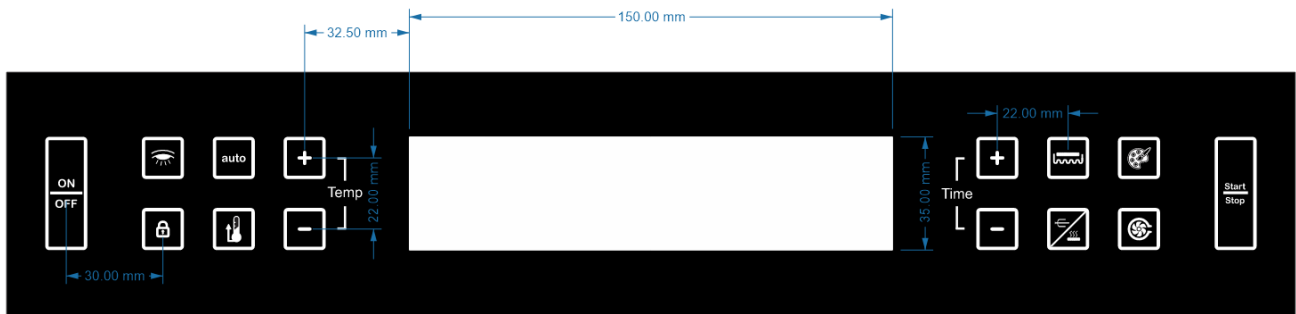 150.00 mm
32.50 mm
22.00 mm
auto
+
+
ON
OFF
Temp
22.00 mm
35.00 mm
Time
Start
Stop
-
-
30.00 mm